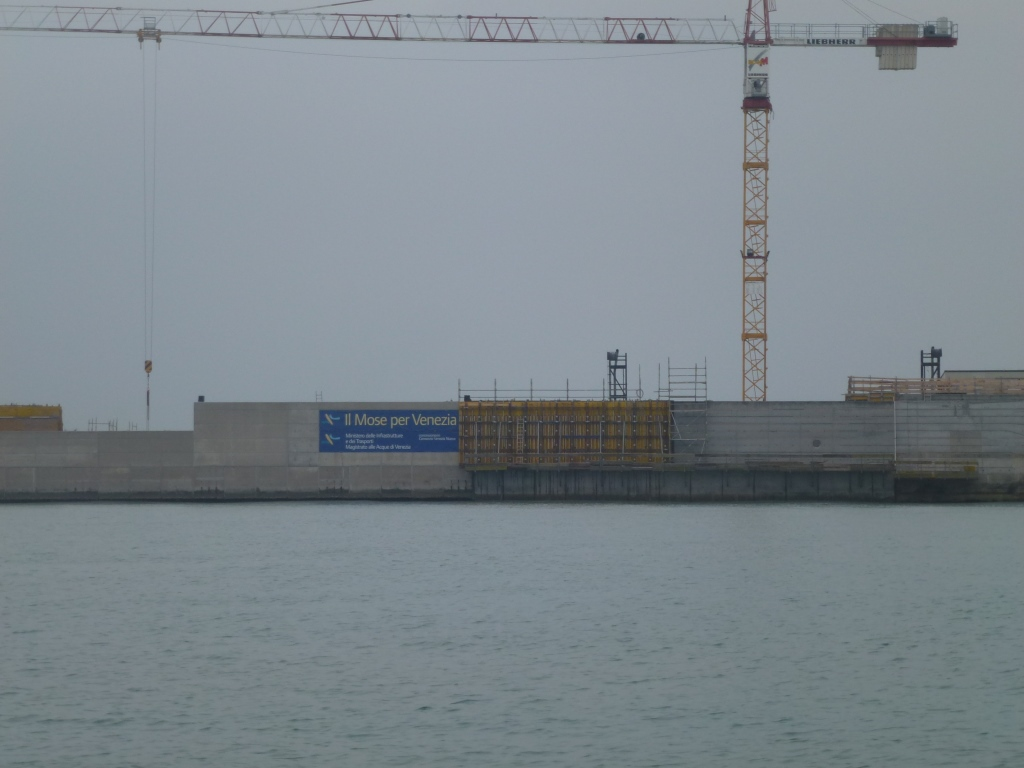 LIEBHERR
Il Mose per Venezia
Ministero delle Infrastrutture
e dei Trasporti
Magistrato alle Acque di Venezia